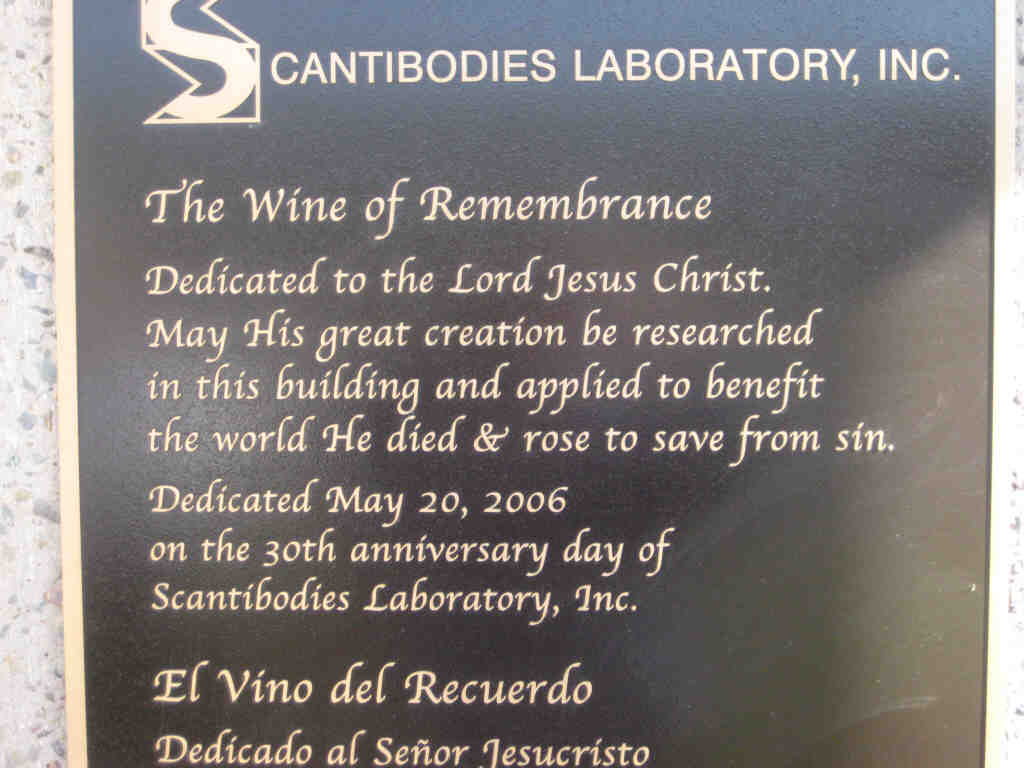 SCANTIBODIES LABORATORY, INC.
The Wine of Remembrance
Dedicated to the Lord Jesus Christ.
May His great creation be researched
in this building and applied to benefit
the world He died & rose to save from sin.
Dedicated May 20, 2006
on the 30th anniversary day of
Scantibodies Laboratory, Inc.
El Vino del Recuerdo
Dedicado al Señor Jesucristo